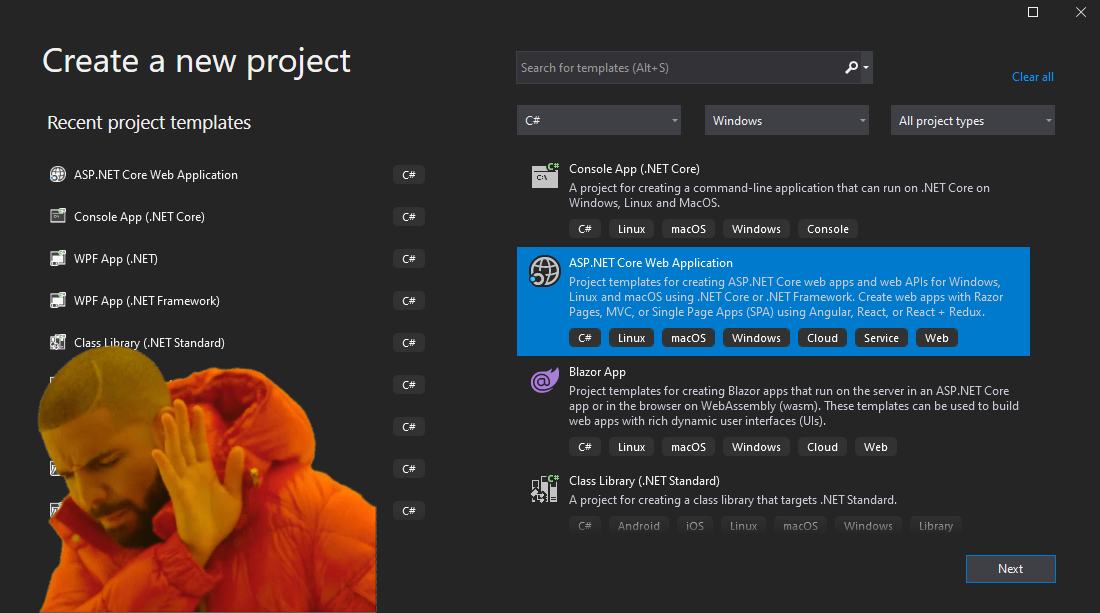 Create a new project
Recent project templates
ASP.NET Core Web Application C#
Console App (.NET Core) C#
WPF App (.NET) C#
WPF App (.NET Framework) C#
Class Library (.NET Standard) C#
C#
C#
C#
C#
Search for templates (Alt+S)
Clear all
C# Windows All project types
C#
C:\
Console App (.NET Core)
A project for creating a command-line application that can run on .NET Core on
Windows, Linux and MacOS.
C# Linux macOS Windows Console
ASP.NET Core Web Application
Project templates for creating ASP.NET Core web apps and web APIs for Windows,
Linux and macOS using .NET Core or .NET Framework. Create web apps with Razor
Pages, MVC, or Single Page Apps (SPA) using Angular, React, or React + Redux.
C# Linux macOS Windows Cloud Service Web
@
Blazor App
Project templates for creating Blazor apps that run on the server in an ASP.NET Core
app or in the browser on WebAssembly (wasm). These templates can be used to build
web apps with rich dynamic user interfaces (UIs).
C# Linux macOS Windows Cloud Web
C#
Class Library (.NET Standard)
A project for creating a class library that targets .NET Standard.
C# Android iOS Linux macOS Windows Library
Next